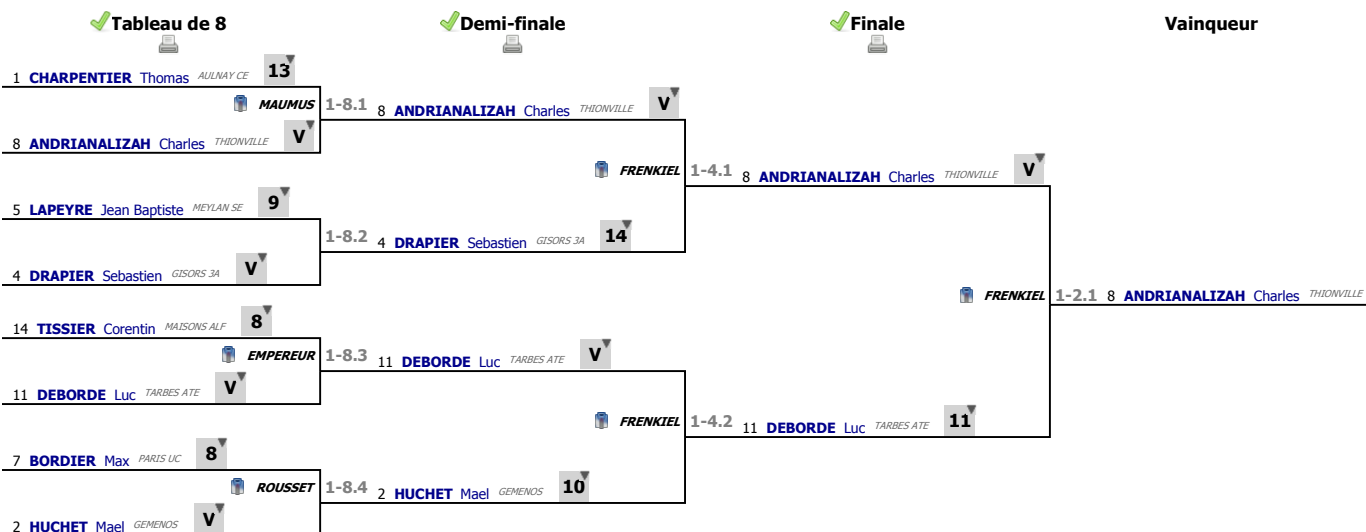 Tableau de 8
Demi-finale
Finale
Vainqueur
1 CHARPENTIER Thomas AULNAY CE 13
MAUMUS 1-8.1
8 ANDRIANALIZAH Charles THIONVILLE V
8 ANDRIANALIZAH Charles THIONVILLE V
5 LAPEYRE Jean Baptiste MEYLAN SE 9
1-8.2
4 DRAPIER Sebastien GISORS 3A V
4 DRAPIER Sebastien GISORS 3A 14
FRENKIEL 1-4.1
8 ANDRIANALIZAH Charles THIONVILLE V
14 TISSIER Corentin MAISONS ALF 8
EMPEREUR 1-8.3
11 DEBORDE Luc TARBES ATE V
11 DEBORDE Luc TARBES ATE V
7 BORDIER Max PARIS UC 8
ROUSSET 1-8.4
2 HUCHET Mael GEMENOS V
2 HUCHET Mael GEMENOS 10
FRENKIEL 1-4.2
11 DEBORDE Luc TARBES ATE 11
FRENKIEL 1-2.1
8 ANDRIANALIZAH Charles THIONVILLE